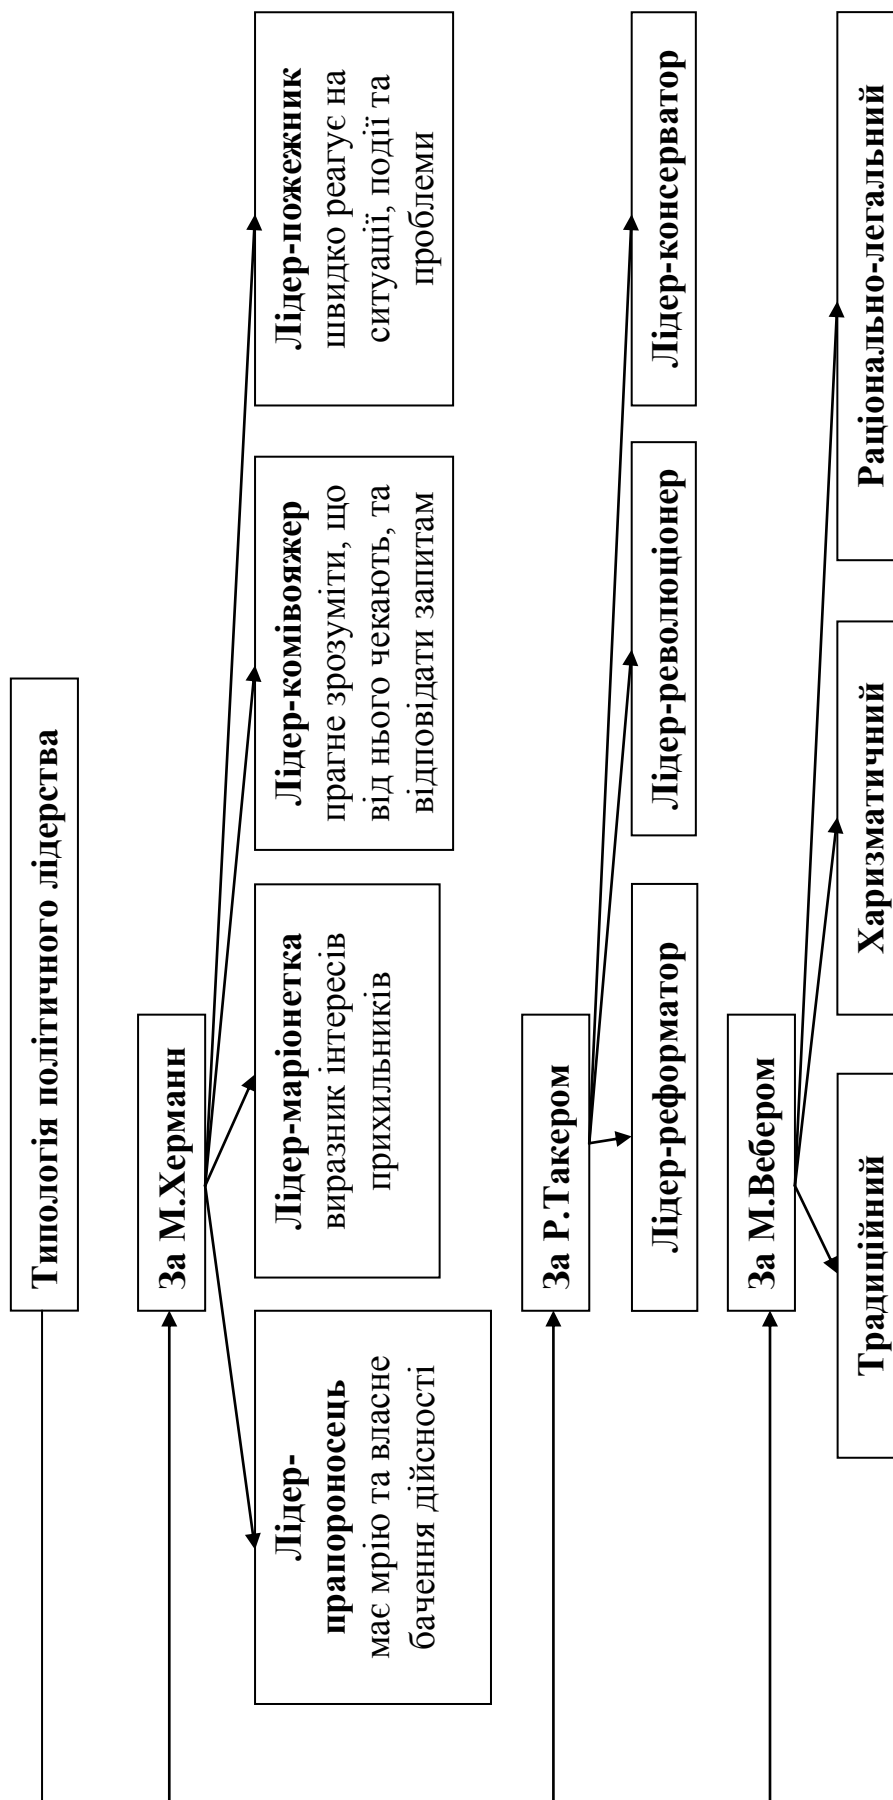 Типологія політичного лідерства
За М.Херманн
Лідер-
прапороносець
має мрію та власне
бачення дійсності
Лідер-маріонетка
виразник інтересів
прихильників
Лідер-комівояжер
прагне зрозуміти, що
від нього чекають, та
відповідати запитам
Лідер-пожежник
швидко реагує на
ситуації, події та
проблеми
За Р.Такером
Лідер-реформатор
Лідер-революціонер
Лідер-консерватор
За М.Вебером
Традиційний
Харизматичний
Раціонально-легальний